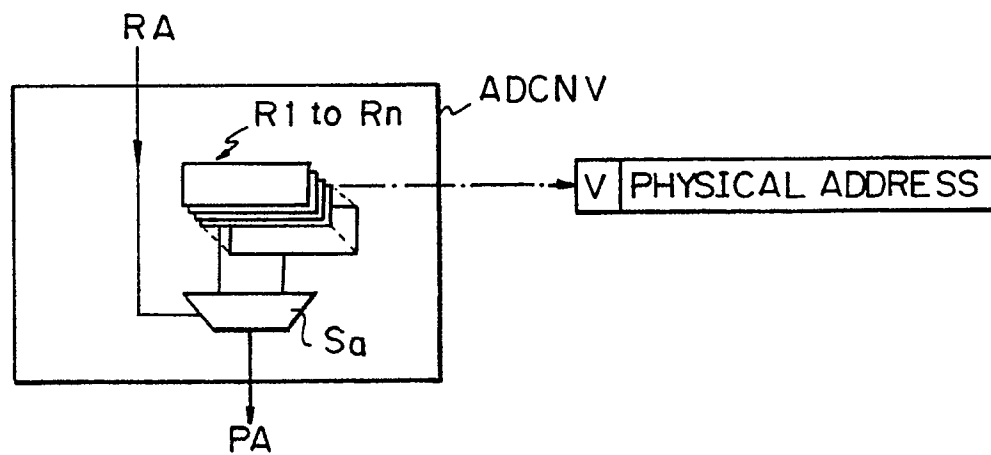 RA
ADCNV
R1 to Rn
V PHYSICAL ADDRESS
Sa
PA